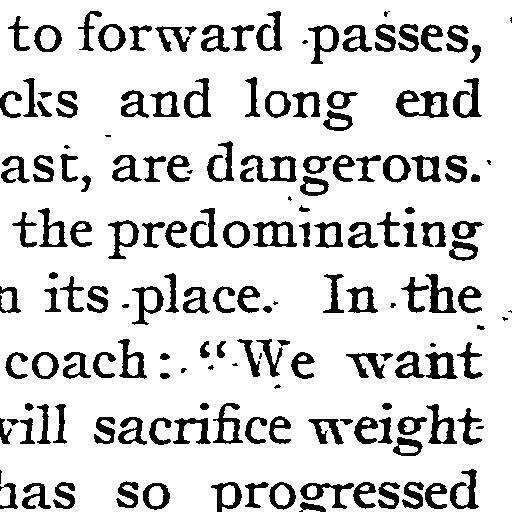 to forward passes,
cks and long end
ast, are dangerous.
the predominating
n its place. In the
coach: "We want
will sacrifice weight
has so progressed